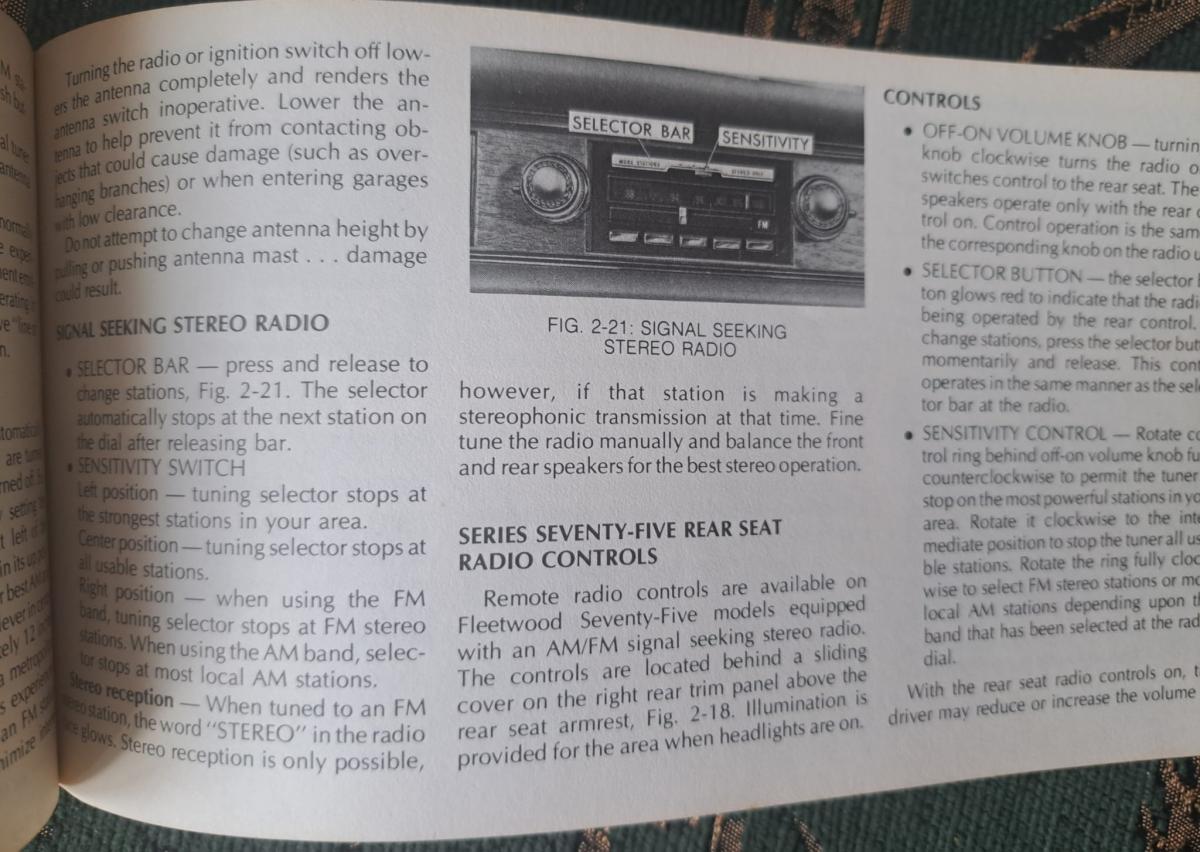 Turning the radio or ignition switch off low-
ers the antenna completely and renders the
antenna switch inoperative. Lower the an-
tenna to help prevent it from contacting ob-
jects that could cause damage (such as over-
hanging branches) or when entering garages
with low clearance.
Do not attempt to change antenna height by
pulling or pushing antenna mast . . . damage
could result.
SIGNAL SEEKING STEREO RADIO
• SELECTOR BAR — press and release to
change stations, Fig. 2-21. The selector
automatically stops at the next station on
the dial after releasing bar.
• SENSITIVITY SWITCH
Left position — tuning selector stops at
the strongest stations in your area.
Center position — tuning selector stops at
all usable stations.
Right position — when using the FM
band, tuning selector stops at FM stereo
stations. When using the AM band, selec-
tor stops at most local AM stations.
Stereo reception — When tuned to an FM
station, the word "STEREO" in the radio
glows. Stereo reception is only possible,
SELECTOR BAR
SENSITIVITY
MORE STATIONS
STEREO ONLY
FM
FIG. 2-21: SIGNAL SEEKING
STEREO RADIO
however, if that station is making a
stereophonic transmission at that time. Fine
tune the radio manually and balance the front
and rear speakers for the best stereo operation.
SERIES SEVENTY-FIVE REAR SEAT
RADIO CONTROLS
Remote radio controls are available on
Fleetwood Seventy-Five models equipped
with an AM/FM signal seeking stereo radio.
The controls are located behind a sliding
cover on the right rear trim panel above the
rear seat armrest, Fig. 2-18. Illumination is
provided for the area when headlights are on.
CONTROLS
• OFF-ON VOLUME KNOB — turnin
knob clockwise turns the radio o
switches control to the rear seat. The
speakers operate only with the rear
trol on. Control operation is the sam
the corresponding knob on the radio u
• SELECTOR BUTTON — the selector
ton glows red to indicate that the radi
being operated by the rear control.
change stations, press the selector but
momentarily and release. This cont
operates in the same manner as the sele
tor bar at the radio.
• SENSITIVITY CONTROL — Rotate co
trol ring behind off-on volume knob fu
counterclockwise to permit the tuner
stop on the most powerful stations in yo
area. Rotate it clockwise to the inte
mediate position to stop the tuner all us
ble stations. Rotate the ring fully cloc
wise to select FM stereo stations or mo
local AM stations depending upon th
band that has been selected at the rad
dial.
With the rear seat radio controls on, t
driver may reduce or increase the volume